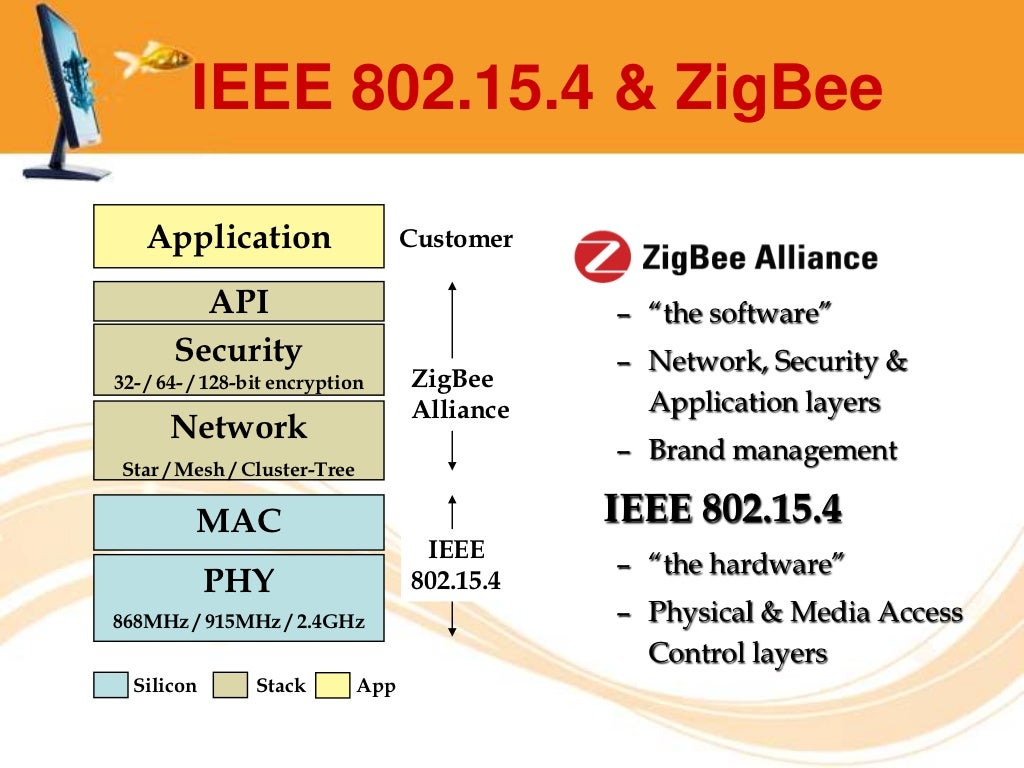 IEEE 802.15.4 & ZigBee
Application
Customer
API
Security
32- / 64- / 128-bit encryption
Network
Star / Mesh / Cluster-Tree
ZigBee
Alliance
MAC
PHY
868MHz / 915MHz / 2.4GHz
IEEE
802.15.4
Silicon
Stack
App
ZigBee Alliance
– “the software”
– Network, Security &
Application layers
– Brand management
IEEE 802.15.4
– “the hardware”
– Physical & Media Access
Control layers